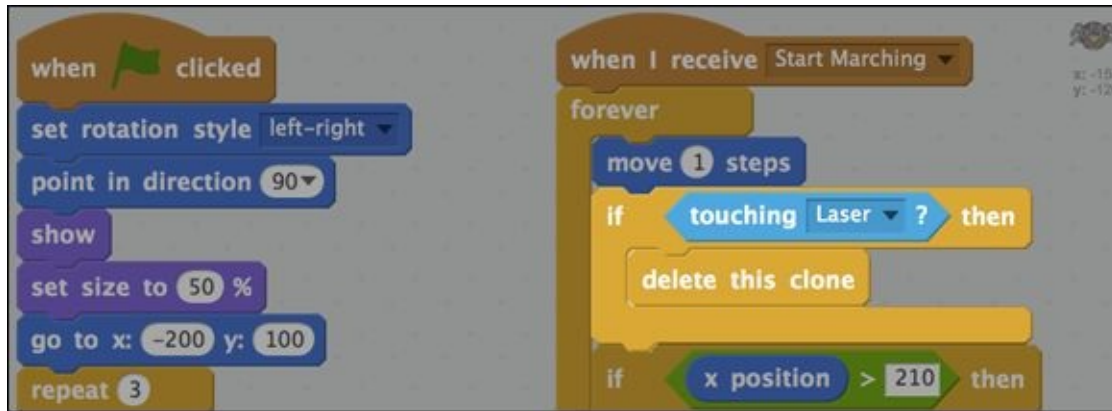 when clicked
set rotation style left-right
point in direction 90
show
set size to 50 %
go to x: -200 y: 100
repeat 3
when I receive Start Marching
forever
move 1 steps
if touching Laser ? then
delete this clone
if x position > 210 then